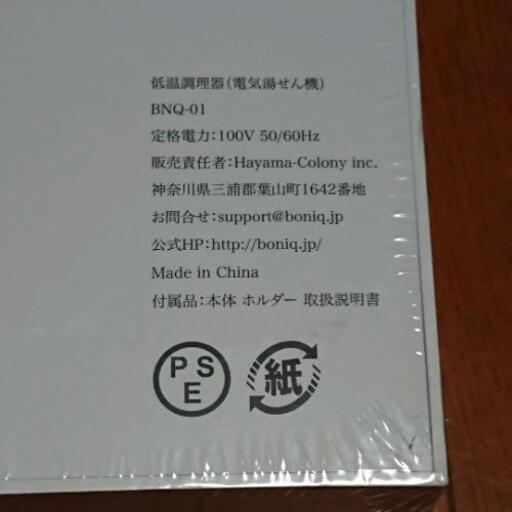 低温調理器(電気湯せん機)
BNQ-01
定格電力:100V 50/60Hz
販売責任者:Hayama-Colony inc.
神奈川県三浦郡葉山町1642番地
お問合せ:support@boniq.jp
公式HP:http://boniq.jp/
Made in China
付属品:本体 ホルダー 取扱説明書
PSE 紙